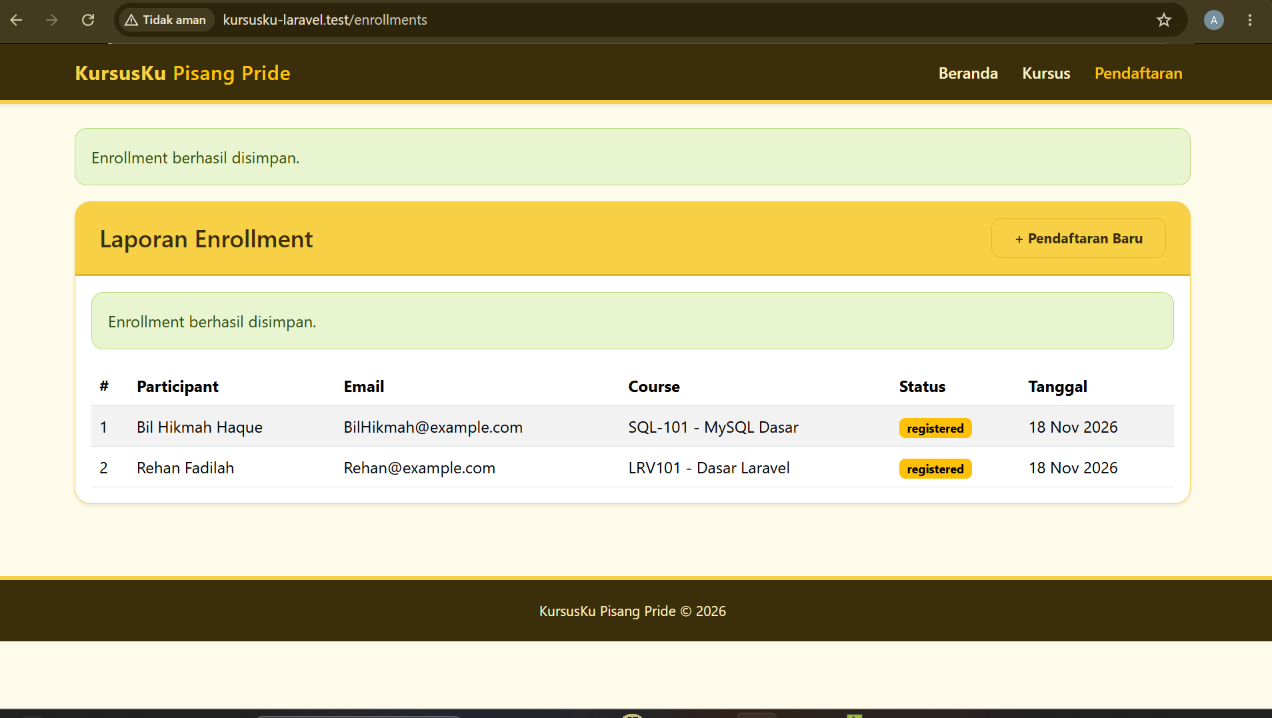 Tidak aman kursusku-laravel.test/enrollments A
KursusKu Pisang Pride Beranda Kursus Pendaftaran
Enrollment berhasil disimpan.
Laporan Enrollment + Pendaftaran Baru
Enrollment berhasil disimpan.
# Participant Email Course Status Tanggal
1 Bil Hikmah Haque BilHikmah@example.com SQL-101 - MySQL Dasar registered 18 Nov 2026
2 Rehan Fadilah Rehan@example.com LRV101 - Dasar Laravel registered 18 Nov 2026
KursusKu Pisang Pride © 2026